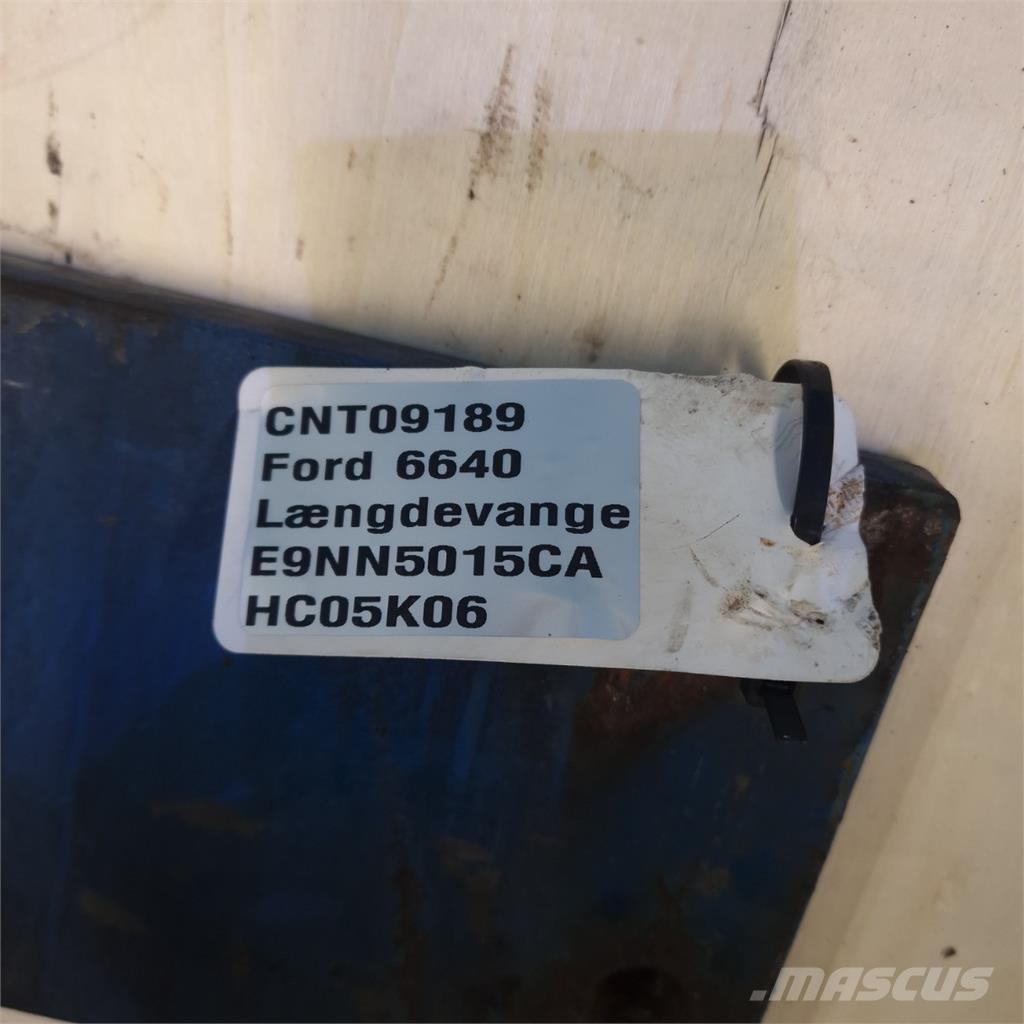 CNT09189
Ford 6640
Længdevange
E9NN5015CA
HC05K06
.MASCUS